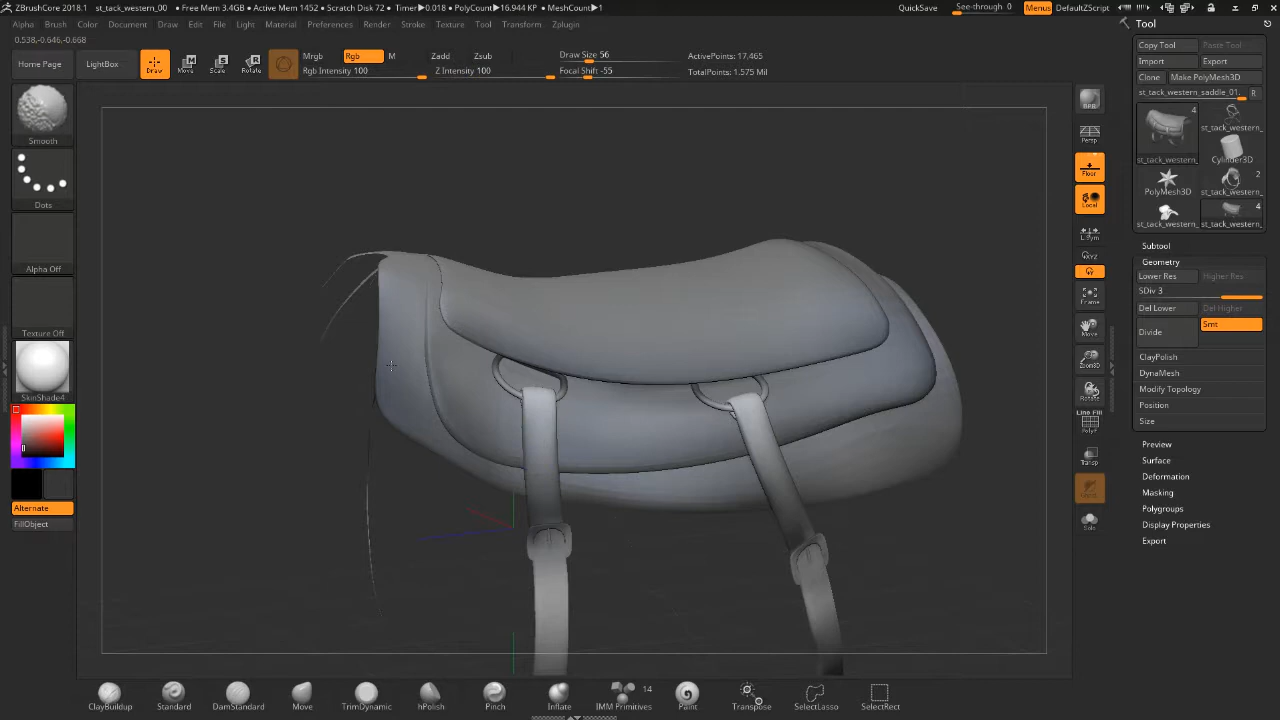 ZBrushCore 2018.1 st_tack_western_00 ● Free Mem 3.4GB ● Active Mem 1452 ● Scratch Disk 72 ● Timer▶0.018 ● PolyCount▶16.944 KP ● MeshCount▶1 QuickSave See-through 0 Menus DefaultZScript
Alpha Brush Color Document Draw Edit File Light Material Preferences Render Stroke Texture Tool Transform Zplugin
0.538,-0.646,-0.668
Home Page LightBox Draw Move Scale Rotate Mrgb Rgb M Zadd Zsub Draw Size 56 ActivePoints: 17,465
Rgb Intensity 100 Z Intensity 100 Focal Shift -55 TotalPoints: 1.575 Mil
Smooth
Dots
Alpha Off
Texture Off
SkinShade4
Alternate
FillObject
BPR
Persp
Floor
Local
L.Sym
XYZ
Y
Frame
Move
Zoom3D
Rotate
Line Fill
PolyF
Transp
Solo
Tool
Copy Tool Paste Tool
Import Export
Clone Make PolyMesh3D
st_tack_western_saddle_01. R
4
st_tack_western_
st_tack_western_ Cylinder3D
PolyMesh3D st_tack_western_
2
4
st_tack_western_ st_tack_western_
Subtool
Geometry
Lower Res Higher Res
SDiv 3
Del Lower Del Higher
Divide Smt
ClayPolish
DynaMesh
Modify Topology
Position
Size
Preview
Surface
Deformation
Masking
Polygroups
Display Properties
Export
ClayBuildup Standard DamStandard Move TrimDynamic hPolish Pinch Inflate IMM Primitives 14 Paint Transpose SelectLasso SelectRect